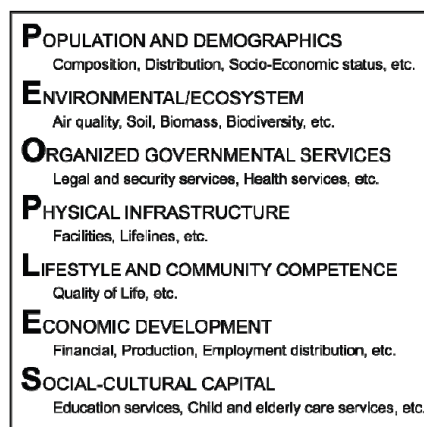 POPULATION AND DEMOGRAPHICS
Composition, Distribution, Socio-Economic status, etc.
ENVIRONMENTAL/ECOSYSTEM
Air quality, Soil, Biomass, Biodiversity, etc.
ORGANIZED GOVERNMENTAL SERVICES
Legal and security services, Health services, etc.
PHYSICAL INFRASTRUCTURE
Facilities, Lifelines, etc.
LIFESTYLE AND COMMUNITY COMPETENCE
Quality of Life, etc.
ECONOMIC DEVELOPMENT
Financial, Production, Employment distribution, etc.
SOCIAL-CULTURAL CAPITAL
Education services, Child and elderly care services, etc.